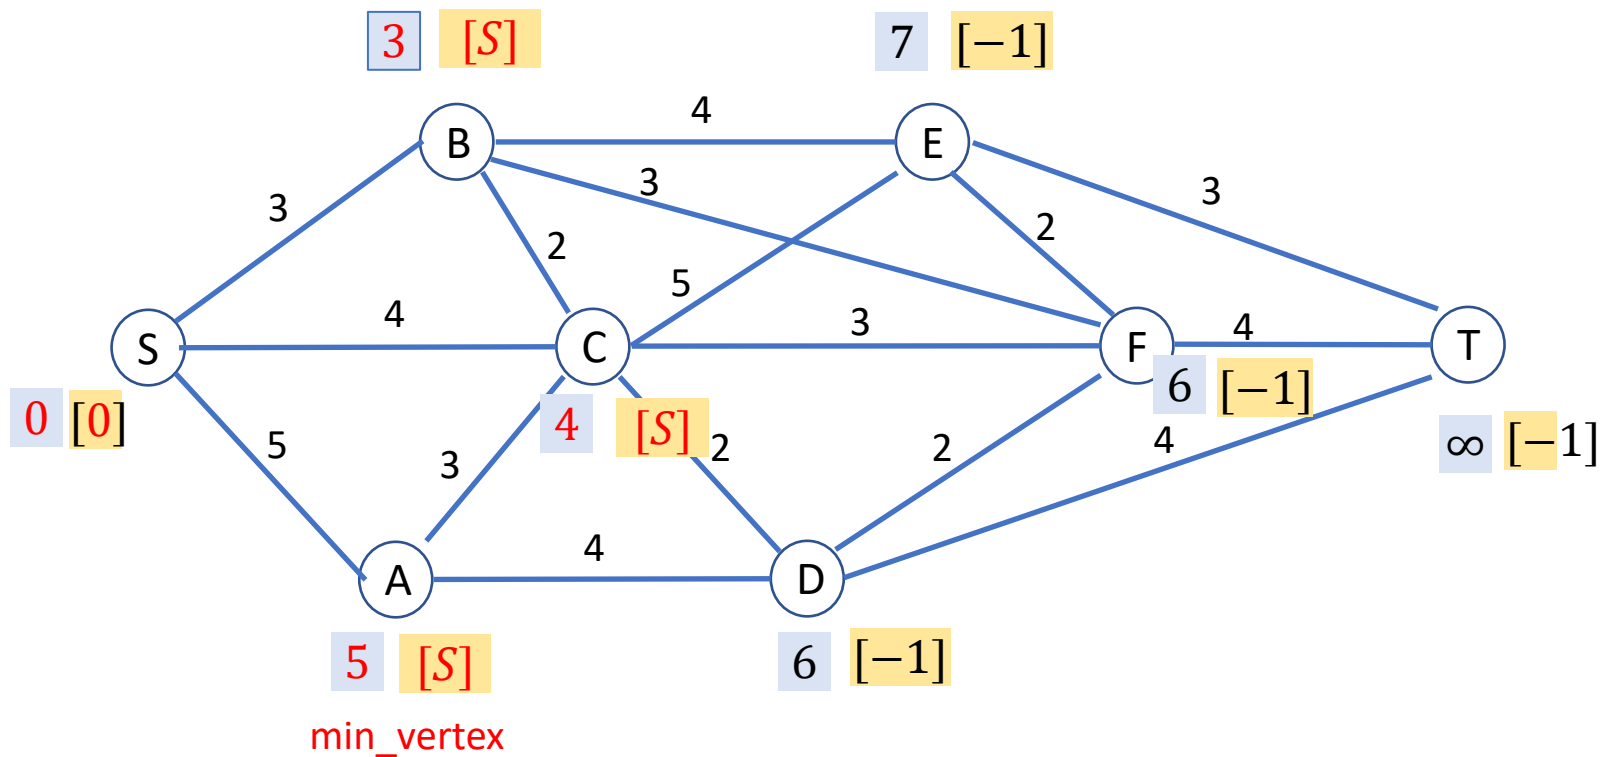 3 [S] 7 [−1]
4
B E
3
3 3
2 2
5
4 3 4
S C F T
6 [−1]
0 [0] 4 [S] ∞ [−1]
5 3 2 2 4
4
A D
5 [S] 6 [−1]
min_vertex